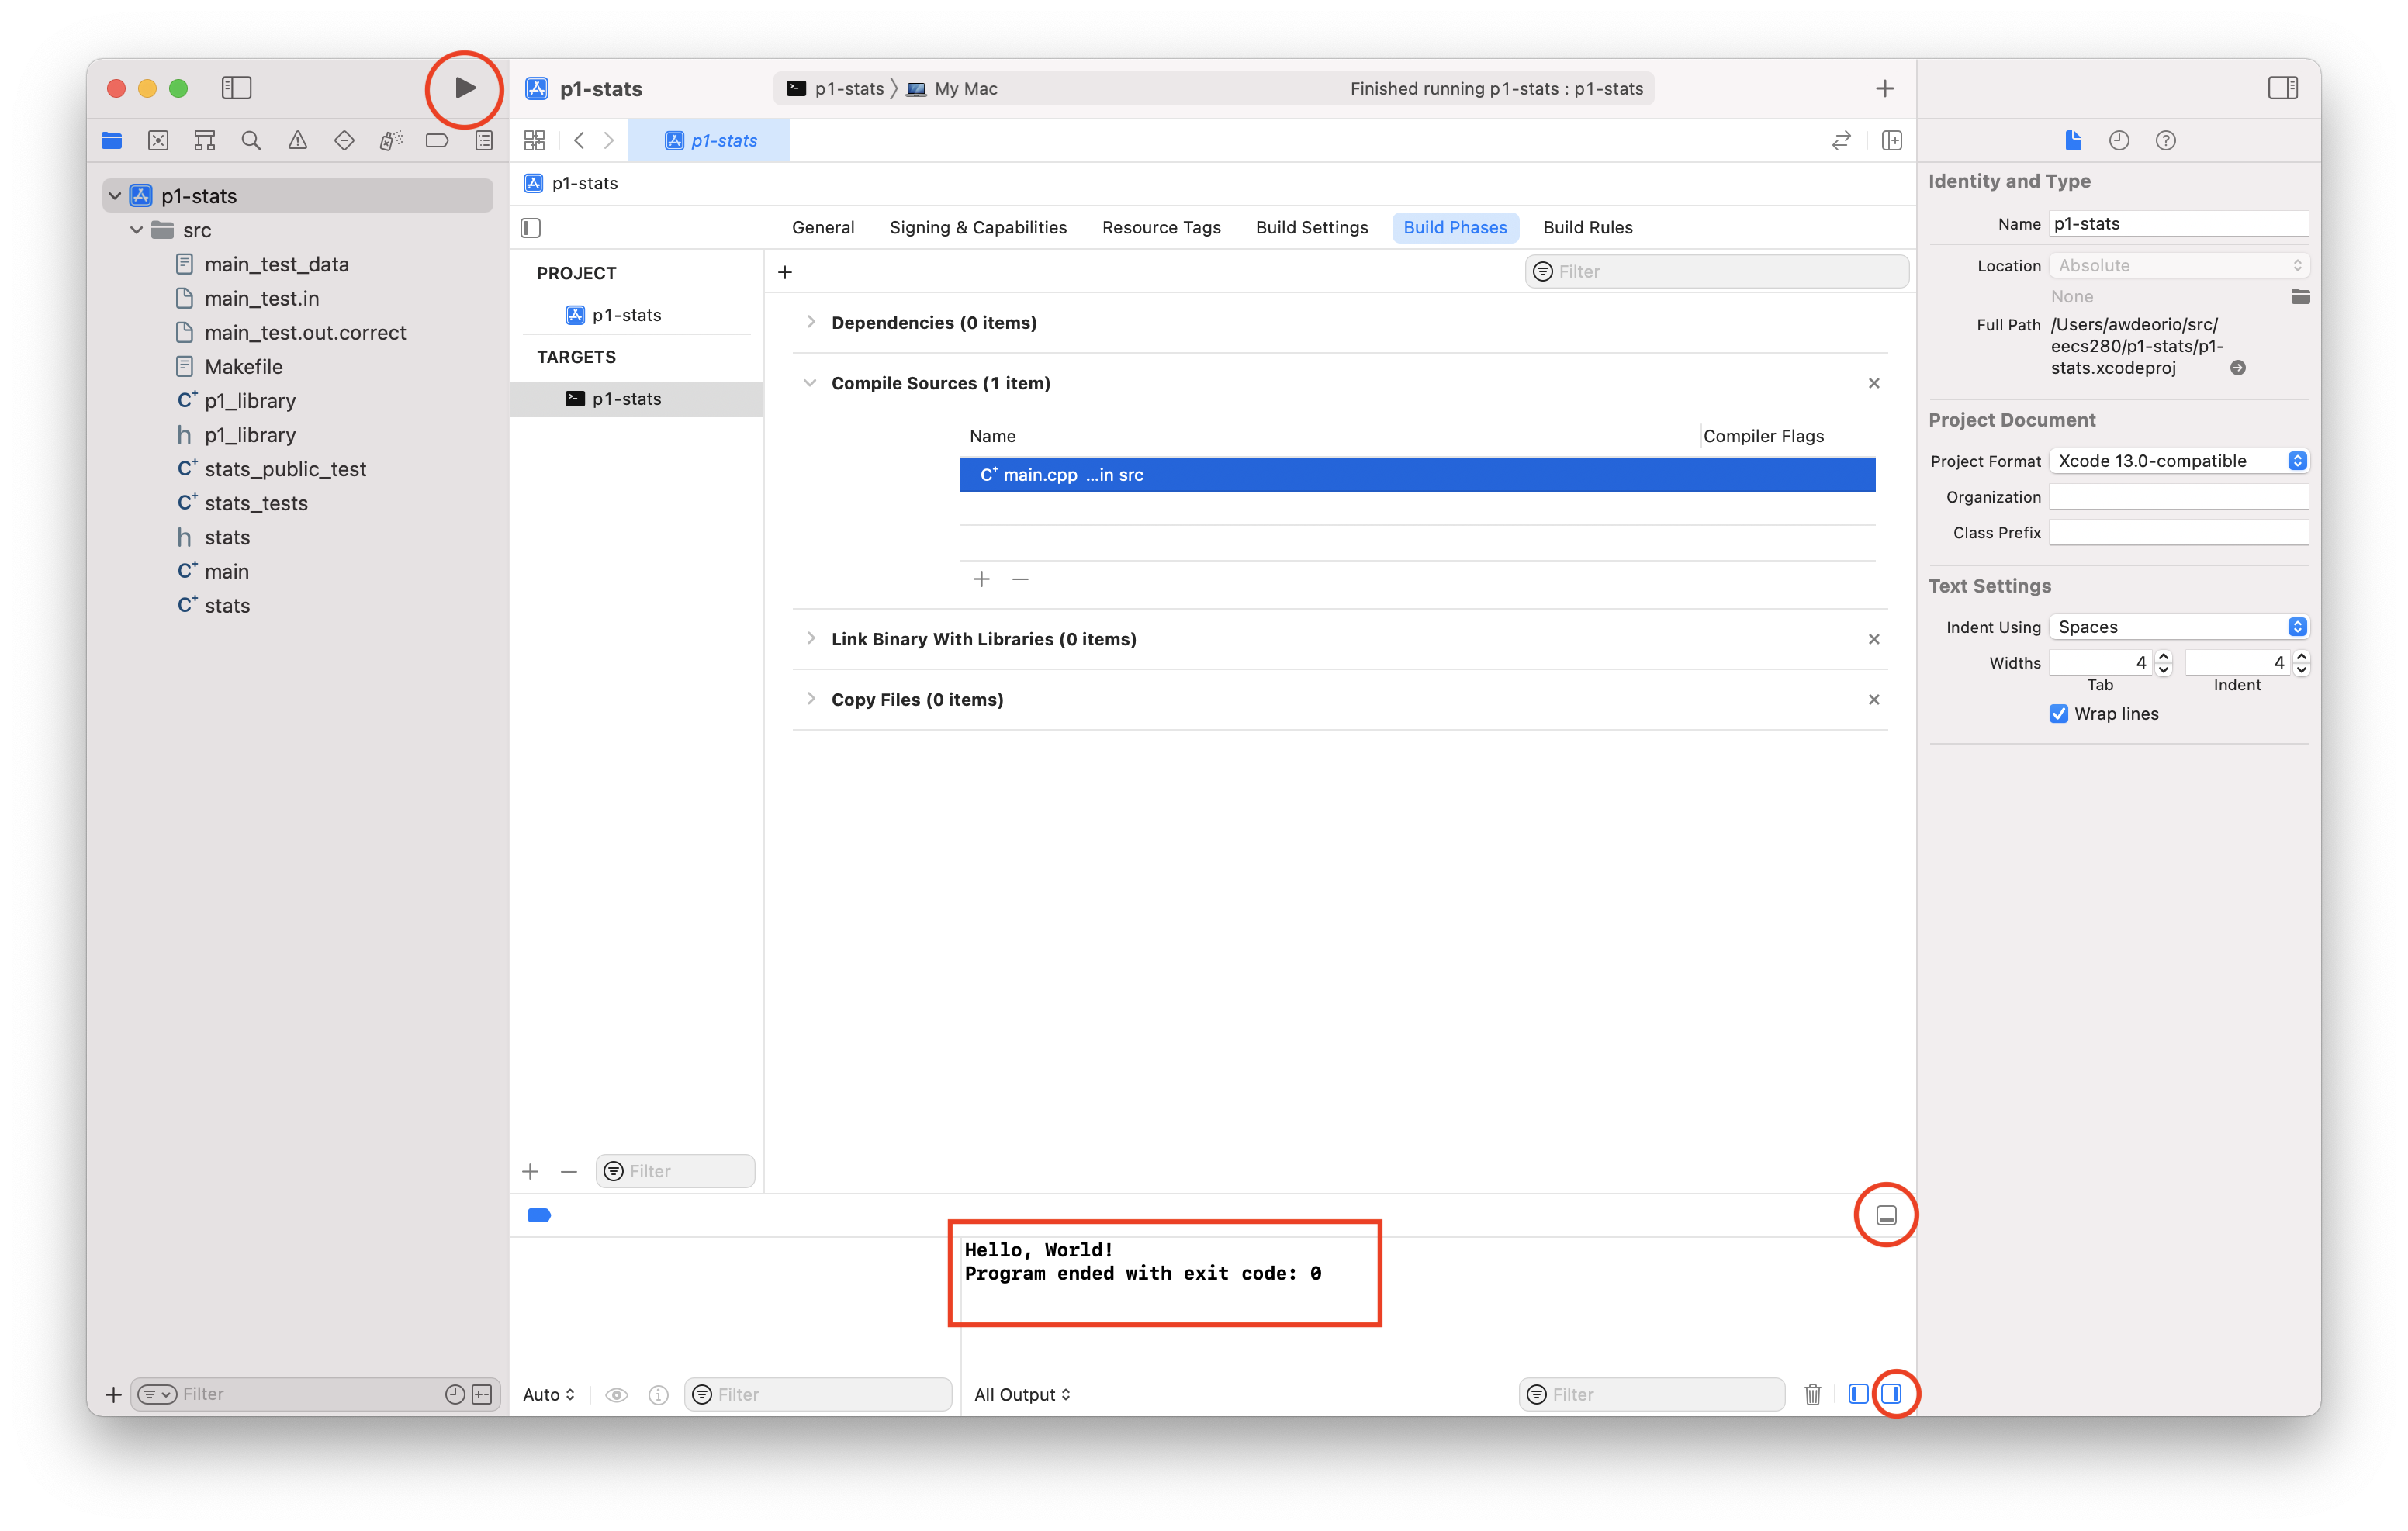 p1-stats
p1-stats
My Mac
Finished running p1-stats : p1-stats
p1-stats
p1-stats
src
main_test_data
main_test.in
main_test.out.correct
Makefile
p1_library
p1_library
stats_public_test
stats_tests
stats
main
stats
Filter
p1-stats
General
Signing & Capabilities
Resource Tags
Build Settings
Build Phases
Build Rules
PROJECT
p1-stats
TARGETS
p1-stats
Filter
Filter
Dependencies (0 items)
Compile Sources (1 item)
Name
Compiler Flags
main.cpp ...in src
Link Binary With Libraries (0 items)
Copy Files (0 items)
Hello, World!
Program ended with exit code: 0
Auto
Filter
All Output
Filter
Identity and Type
Name p1-stats
Location Absolute
None
Full Path /Users/awdeorio/src/
eecs280/p1-stats/p1-
stats.xcodeproj
Project Document
Project Format Xcode 13.0-compatible
Organization
Class Prefix
Text Settings
Indent Using Spaces
Widths 4 4
Tab Indent
Wrap lines